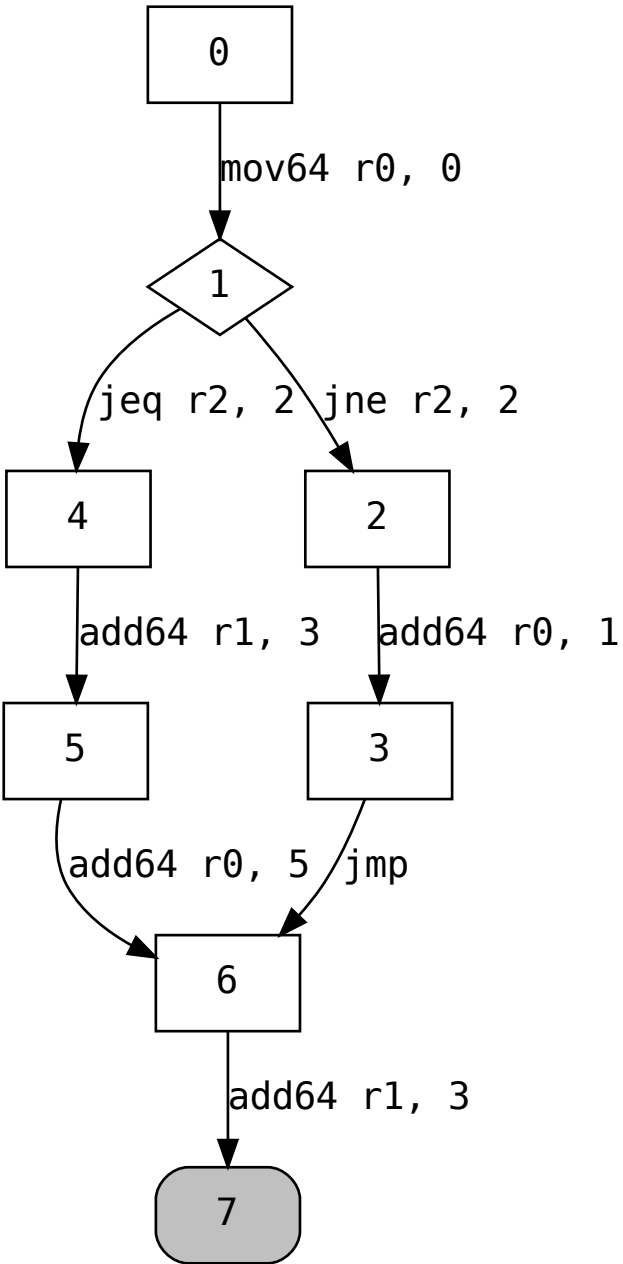 0
mov64 r0, 0
1
jeq r2, 2
jne r2, 2
4
2
add64 r1, 3
add64 r0, 1
5
3
add64 r0, 5
jmp
6
add64 r1, 3
7